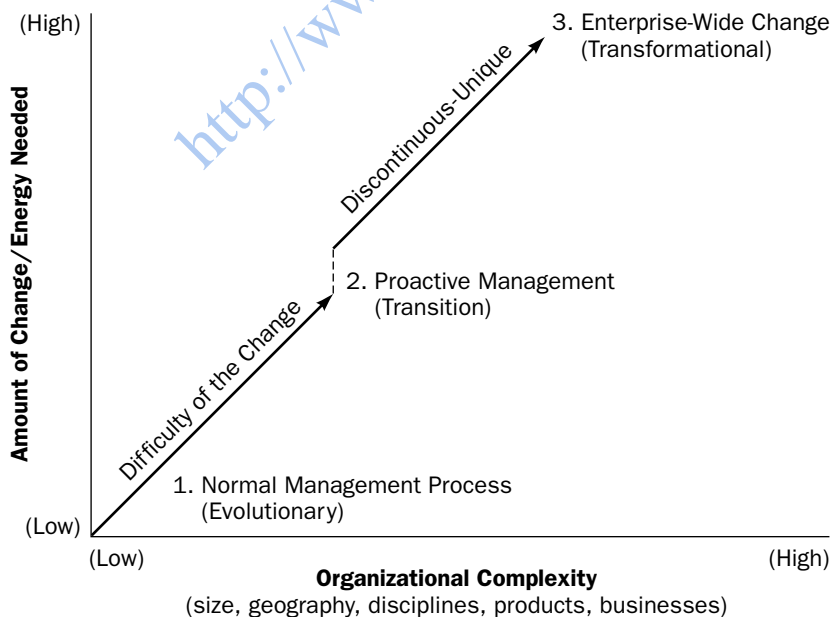 (High)
3. Enterprise-Wide Change
(Transformational)
http://w
Discontinuous-Unique
Amount of Change/Energy Needed
2. Proactive Management
(Transition)
Difficulty of the Change
1. Normal Management Process
(Evolutionary)
(Low)
(Low)
(High)
Organizational Complexity
(size, geography, disciplines, products, businesses)